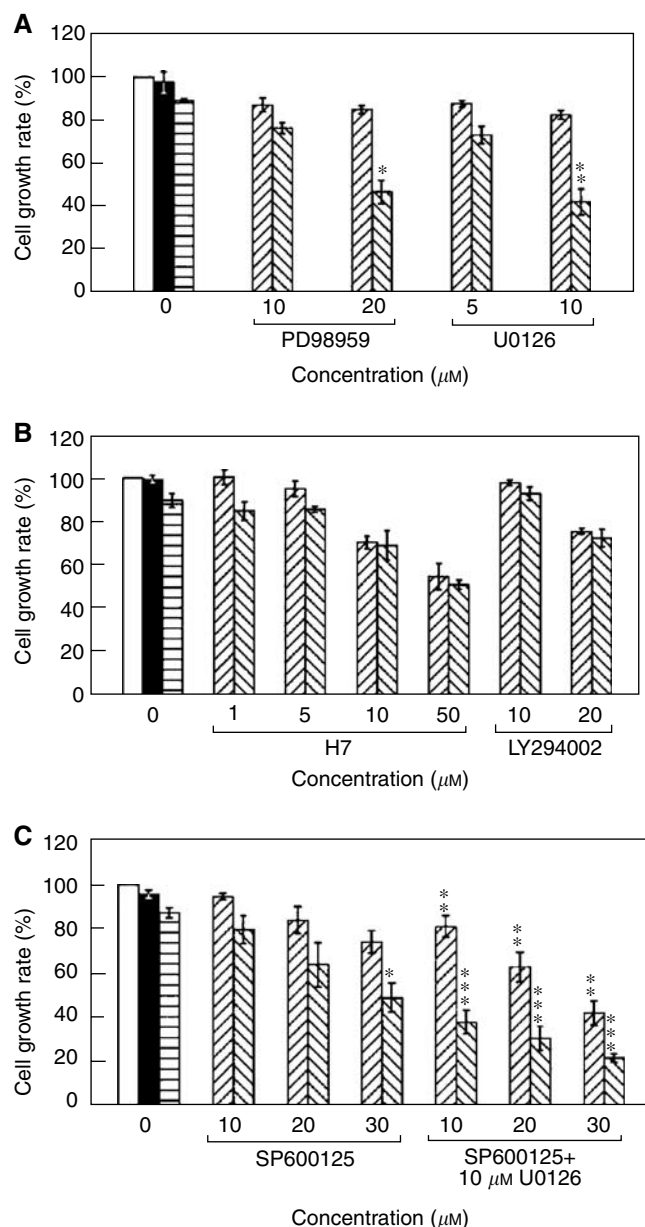 A
Cell growth rate (%)
120
100
80
60
40
20
0
*
**
0 10 20 5 10
PD98959 U0126
Concentration (μM)
B
Cell growth rate (%)
120
100
80
60
40
20
0
0 1 5 10 50 10 20
H7 LY294002
Concentration (μM)
C
Cell growth rate (%)
120
100
80
60
40
20
0
*
**
***
**
***
**
***
0 10 20 30 10 20 30
SP600125 SP600125+
10 μM U0126
Concentration (μM)